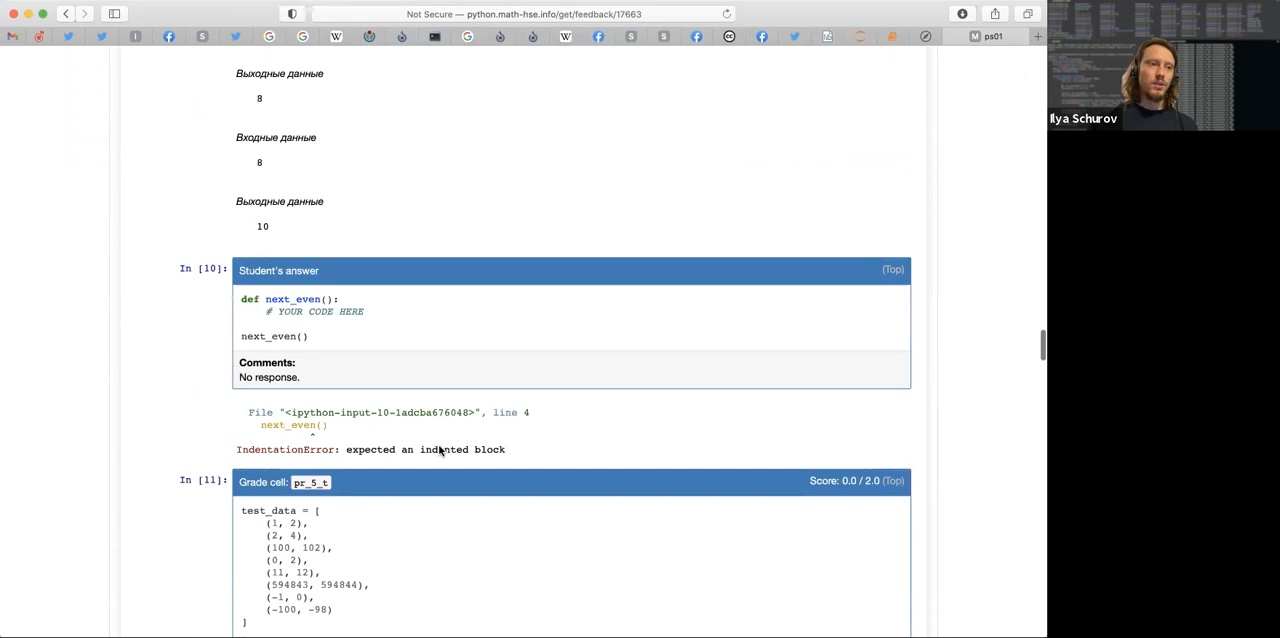 Not Secure — python.math-hse.info/get/feedback/17663
ps01
Выходные данные
8
Входные данные
8
Выходные данные
10
In [10]:
Student's answer
(Top)
def next_even():
# YOUR CODE HERE
next_even()
Comments:
No response.
File "<ipython-input-10-1adcba676048>", line 4
next_even()
^
IndentationError: expected an indented block
In [11]:
Grade cell: pr_5_t
Score: 0.0 / 2.0 (Top)
test_data = [
(1, 2),
(2, 4),
(100, 102),
(0, 2),
(11, 12),
(594843, 594844),
(-1, 0),
(-100, -98)
]
Ilya Schurov